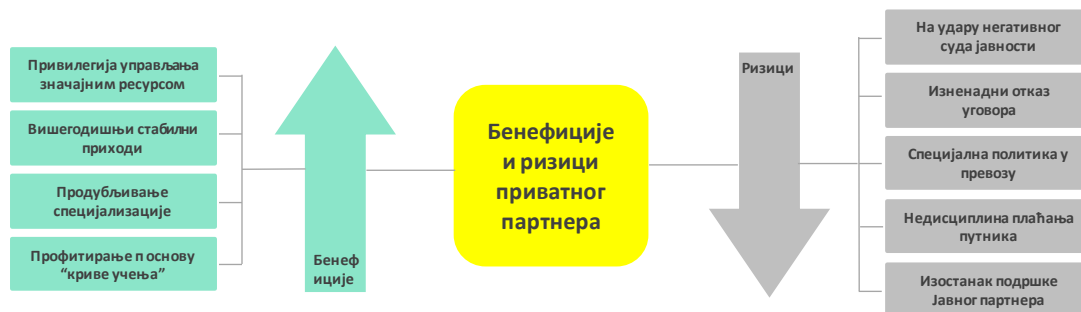 Привилегија управљања
значајним ресурсом
Вишегодишњи стабилни
приходи
Продубљивање
специјализације
Профитирање п основу
“криве учења”
Бенеф
иције
Бенефиције
и ризици
приватног
партнера
Ризици
На удару негативног
суда јавности
Изненадни отказ
уговора
Специјална политика у
превозу
Недисциплина плаћања
путника
Изостанак подршке
Јавног партнера